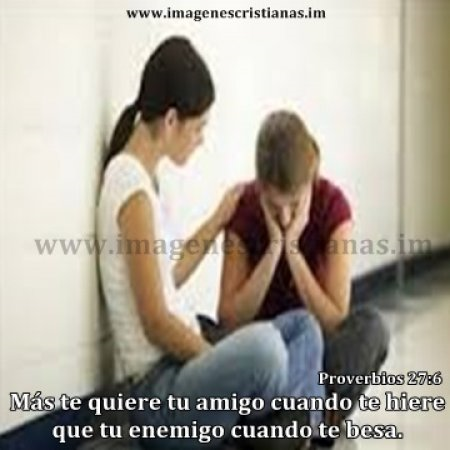 www.imagenescristianas.im
www.imagenescristianas.im
Proverbios 27:6
Más te quiere tu amigo cuando te hiere
que tu enemigo cuando te besa.